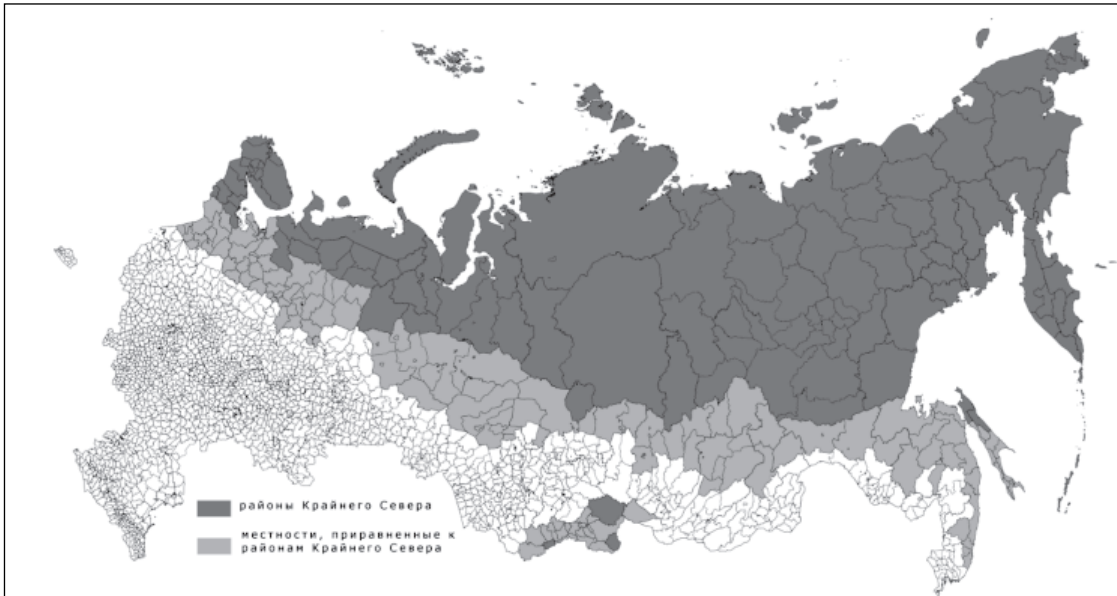 районы Крайнего Севера
местности, приравненные к
районам Крайнего Севера